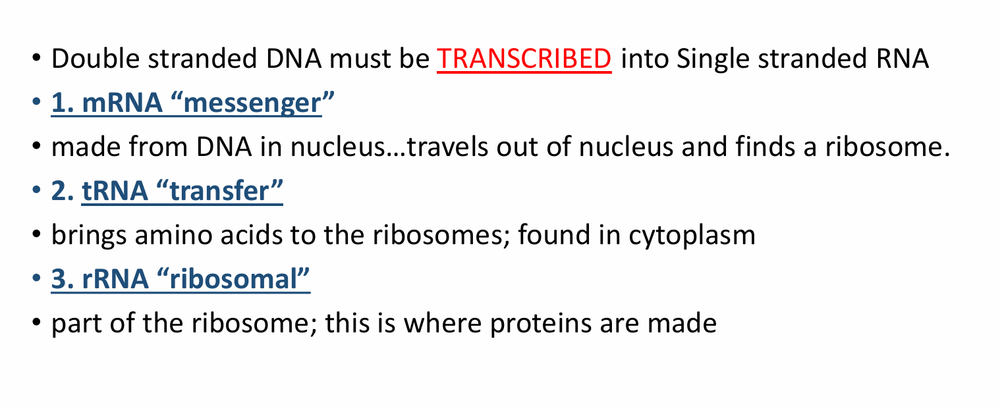 • Double stranded DNA must be TRANSCRIBED into Single stranded RNA
• 1. mRNA “messenger”
• made from DNA in nucleus…travels out of nucleus and finds a ribosome.
• 2. tRNA “transfer”
• brings amino acids to the ribosomes; found in cytoplasm
• 3. rRNA “ribosomal”
• part of the ribosome; this is where proteins are made